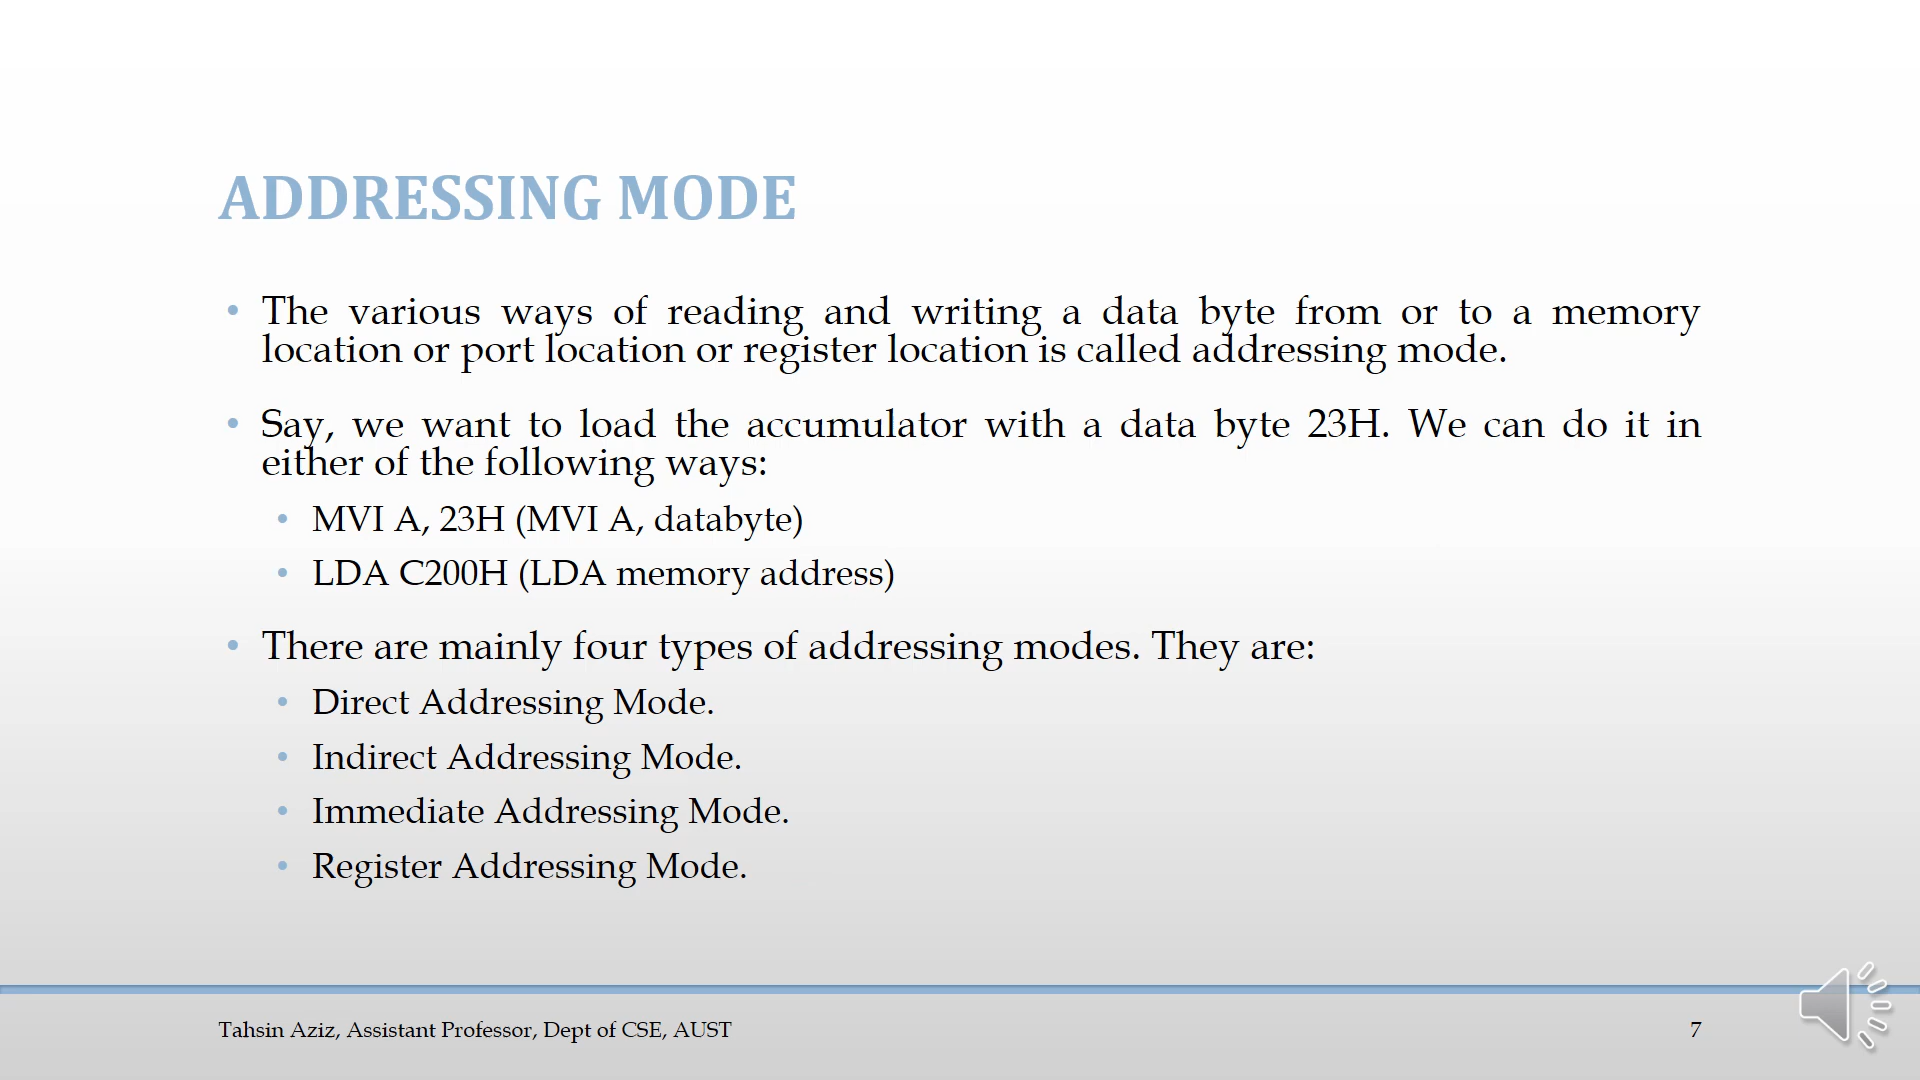 ADDRESSING MODE
• The various ways of reading and writing a data byte from or to a memory
location or port location or register location is called addressing mode.
• Say, we want to load the accumulator with a data byte 23H. We can do it in
either of the following ways:
• MVI A, 23H (MVI A, databyte)
• LDA C200H (LDA memory address)
• There are mainly four types of addressing modes. They are:
• Direct Addressing Mode.
• Indirect Addressing Mode.
• Immediate Addressing Mode.
• Register Addressing Mode.
Tahsin Aziz, Assistant Professor, Dept of CSE, AUST 7